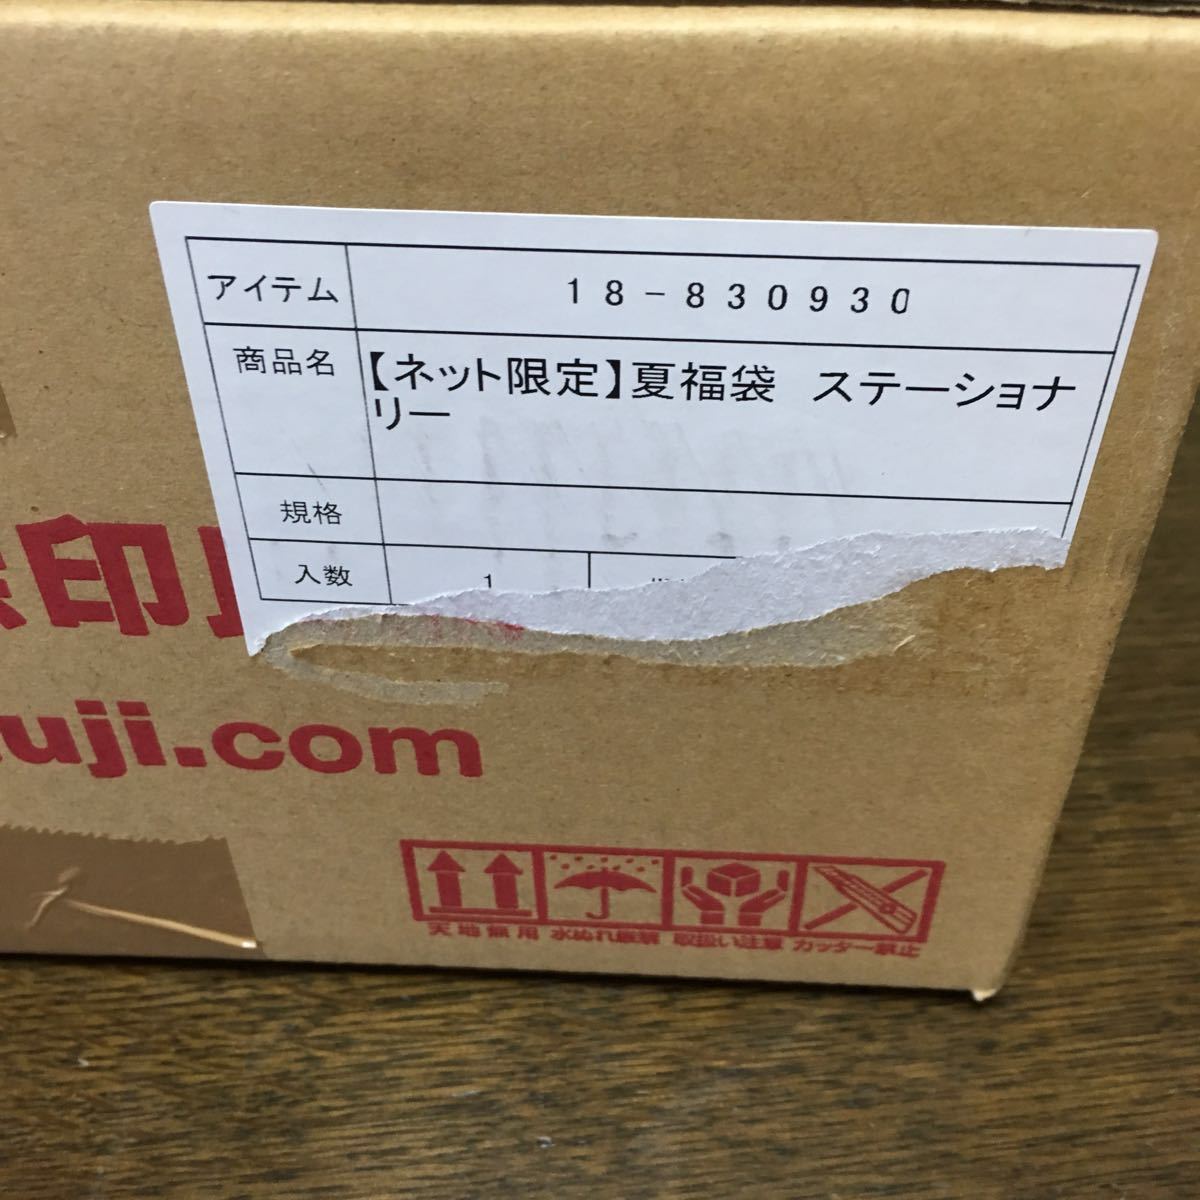 アイテム 18-830930
商品名 【ネット限定】夏福袋 ステーショナ
リー
規格
入数 1
印
uji.com
天地無用 水ぬれ厳禁 取扱い注意 カッター禁止